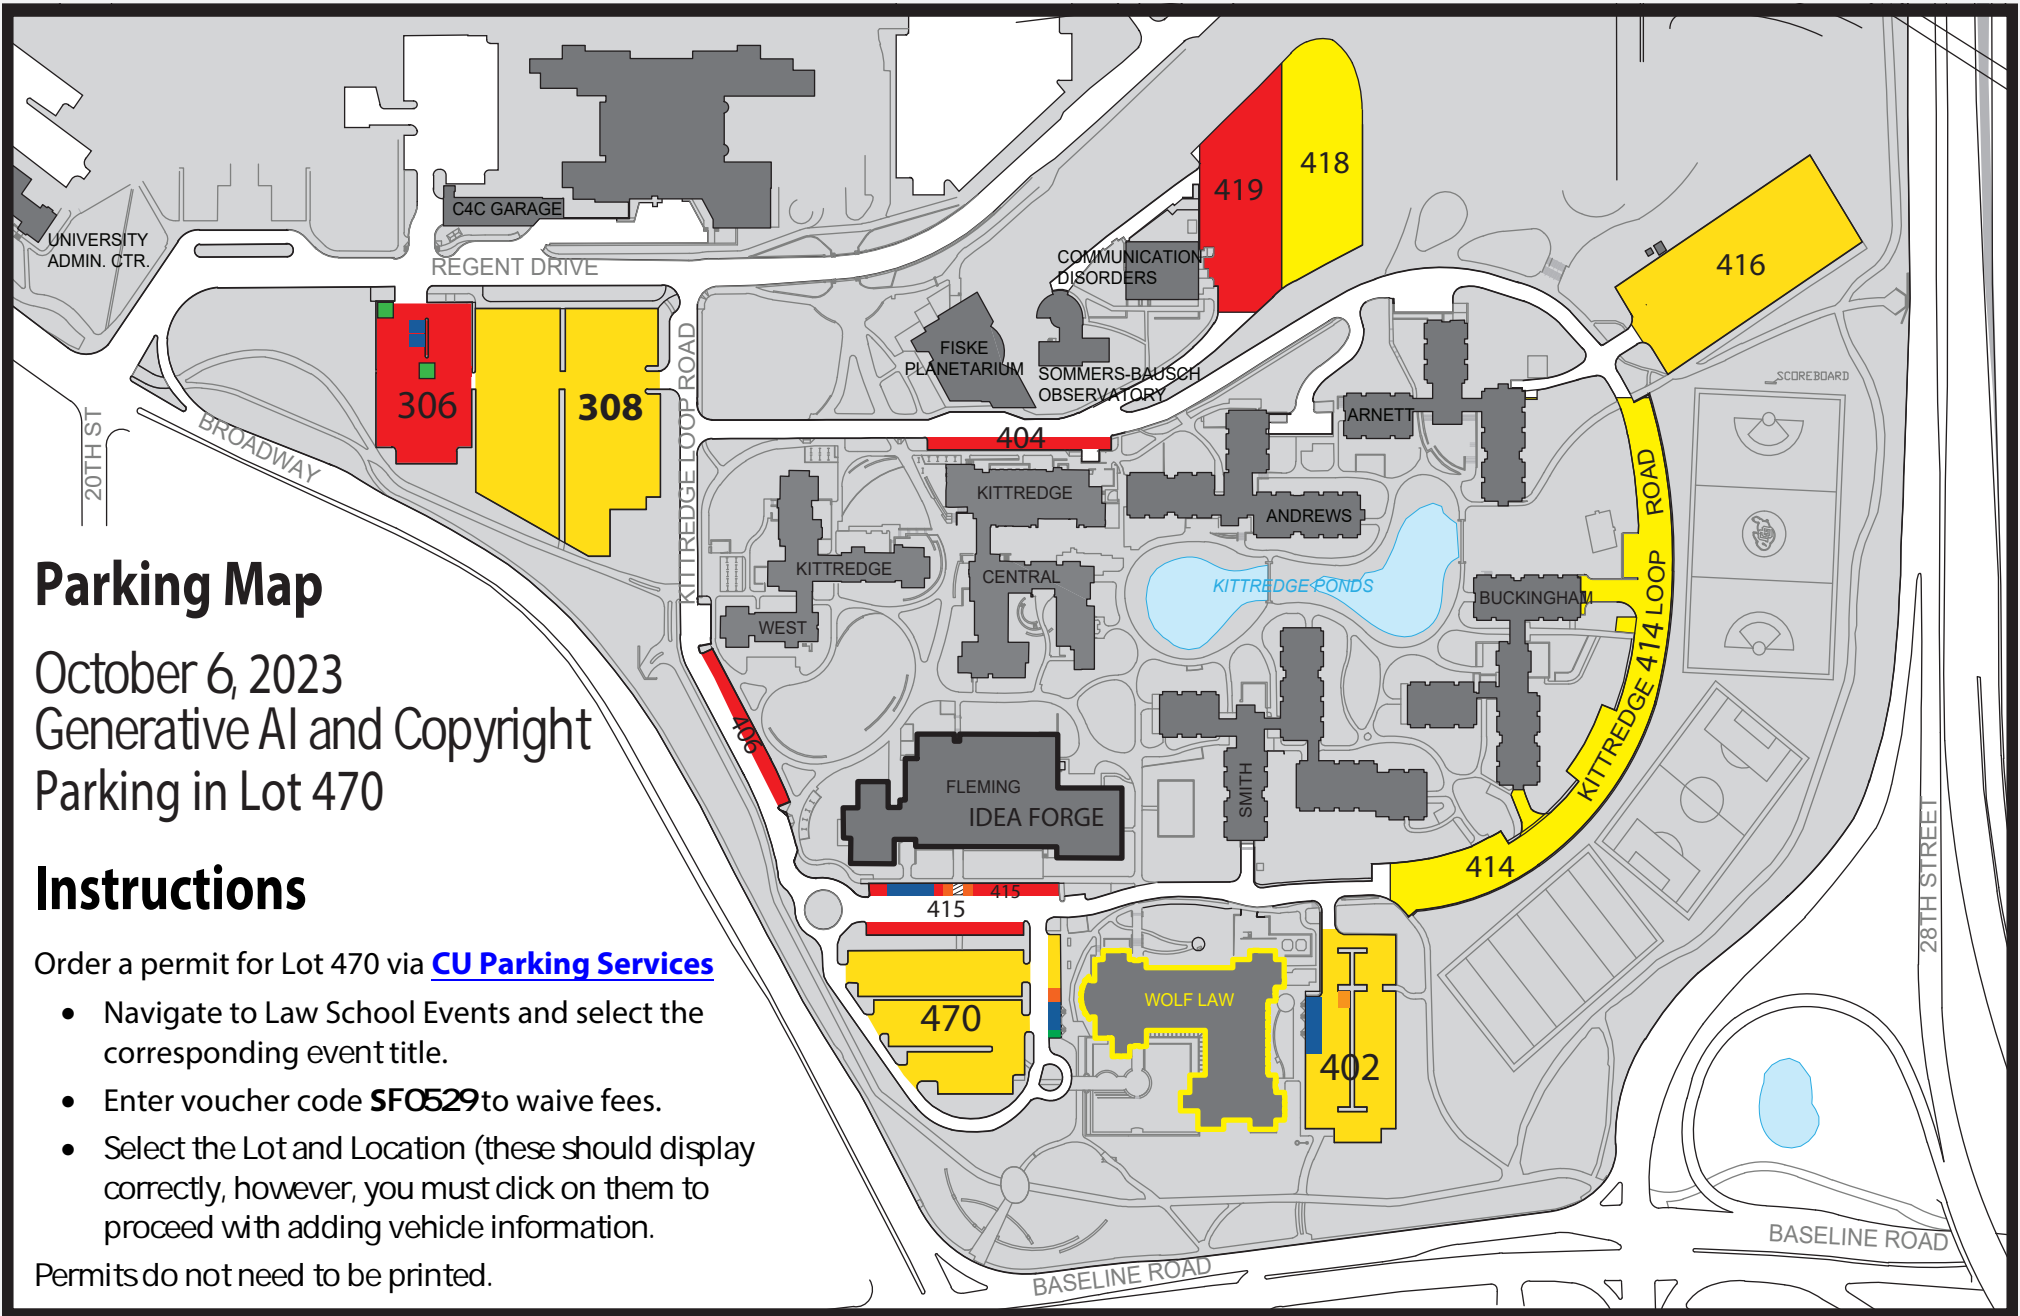 UNIVERSITY
ADMIN. CTR.
C4C GARAGE
REGENT DRIVE
419
418
416
COMMUNICATION
DISORDERS
FISKE
PLANETARIUM
SOMMERS-BAUSCH
OBSERVATORY
306
308
KITTREDGE LOOP ROAD
404
ARNETT
SCOREBOARD
20TH ST
BROADWAY
KITTREDGE
ANDREWS
KITTREDGE
CENTRAL
KITTREDGE PONDS
BUCKINGHAM
WEST
KITTREDGE 414 LOOP ROAD
406
FLEMING
IDEA FORGE
SMITH
414
415
415
470
WOLF LAW
402
28TH STREET
BASELINE ROAD
BASELINE ROAD
Parking Map
October 6, 2023
Generative AI and Copyright
Parking in Lot 470
Instructions
Order a permit for Lot 470 via CU Parking Services
• Navigate to Law School Events and select the
corresponding event title.
• Enter voucher code SF0529 to waive fees.
• Select the Lot and Location (these should display
correctly, however, you must click on them to
proceed with adding vehicle information.
Permits do not need to be printed.